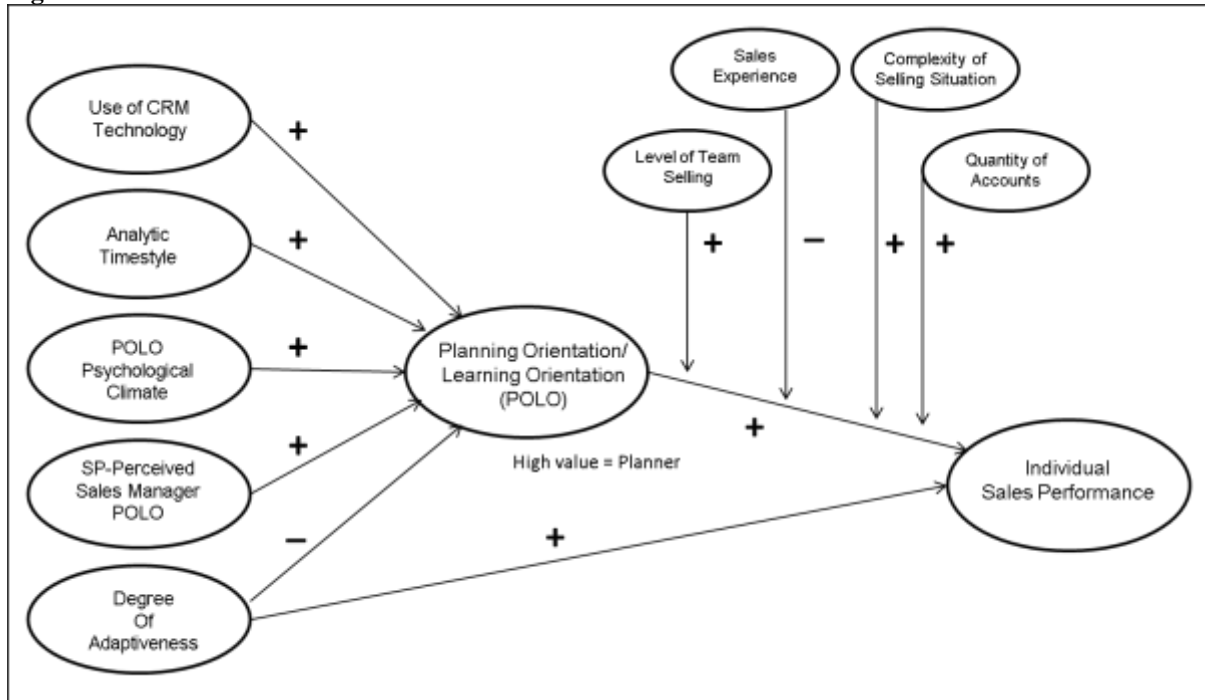 Use of CRM
Technology
Analytic
Timestyle
POLO
Psychological
Climate
SP-Perceived
Sales Manager
POLO
Degree
Of
Adaptiveness
+
+
+
+
–
Planning Orientation/
Learning Orientation
(POLO)
High value = Planner
Level of Team
Selling
Sales
Experience
Complexity of
Selling Situation
Quantity of
Accounts
+
–
+
+
+
+
Individual
Sales Performance